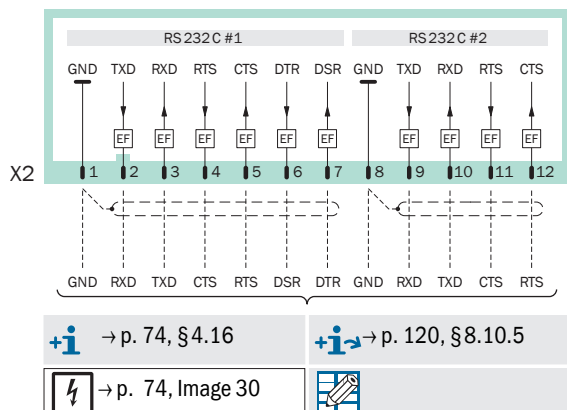 RS232C #1 RS232C #2
GND TXD RXD RTS CTS DTR DSR GND TXD RXD RTS CTS
EF EF EF EF EF EF EF EF EF EF
X2 1 2 3 4 5 6 7 8 9 10 11 12
GND RXD TXD CTS RTS DSR DTR GND RXD TXD CTS RTS
+i → p. 74, §4.16 +i → p. 120, §8.10.5
→ p. 74, Image 30